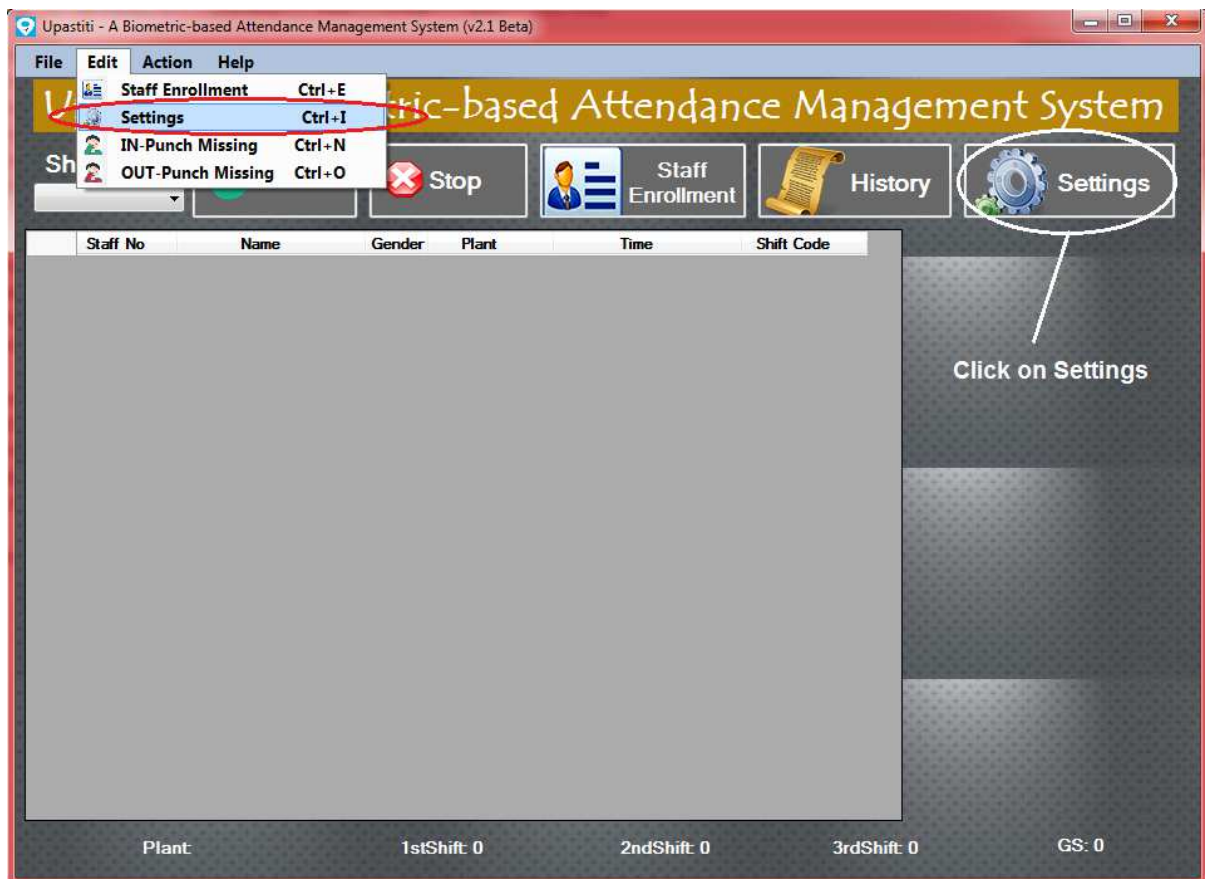 Upastiti - A Biometric-based Attendance Management System (v2.1 Beta)
File Edit Action Help
Staff Enrollment Ctrl+E
Settings Ctrl+I
IN-Punch Missing Ctrl+N
OUT-Punch Missing Ctrl+O
tric-based Attendance Management System
Sh
Stop
Staff
Enrollment
History
Settings
Staff No Name Gender Plant Time Shift Code
Click on Settings
Plant: 1stShift: 0 2ndShift: 0 3rdShift: 0 GS: 0